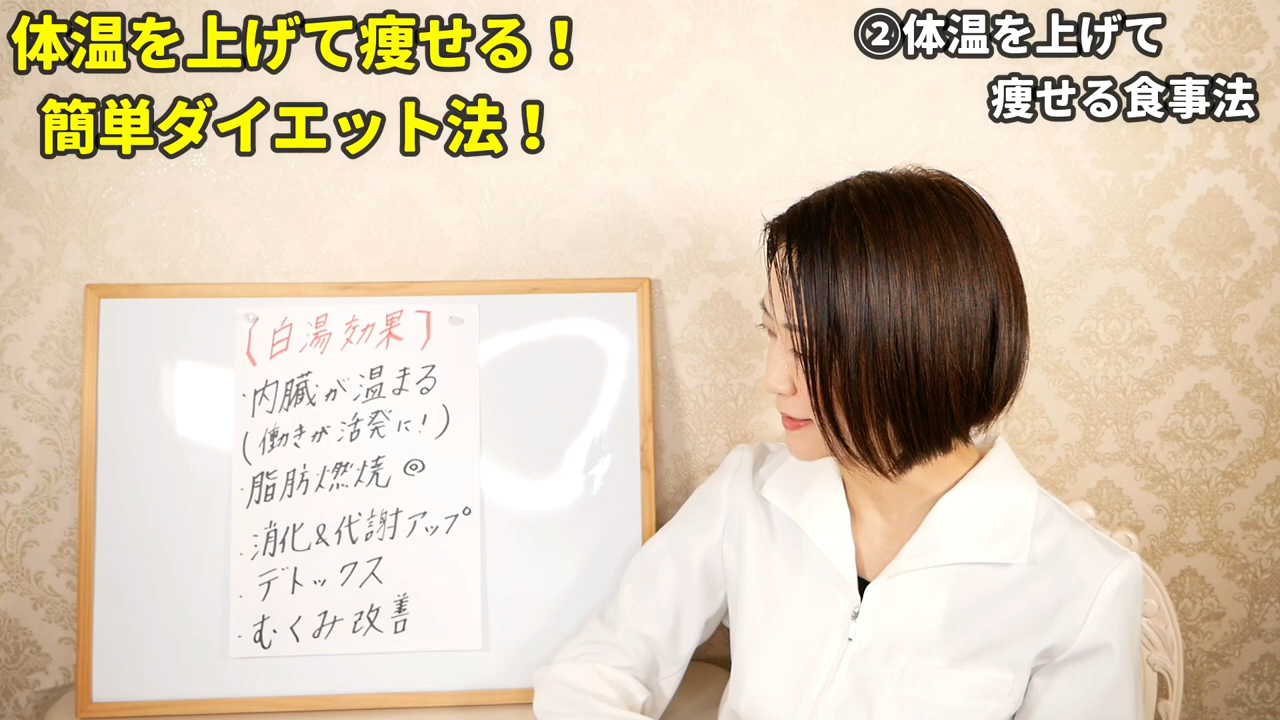 体温を上げて痩せる！
簡単ダイエット法！
②体温を上げて
痩せる食事法
〔白湯効果〕
・内臓が温まる
(働きが活発に!)
・脂肪燃焼◎
・消化&代謝アップ
・デトックス
・むくみ改善